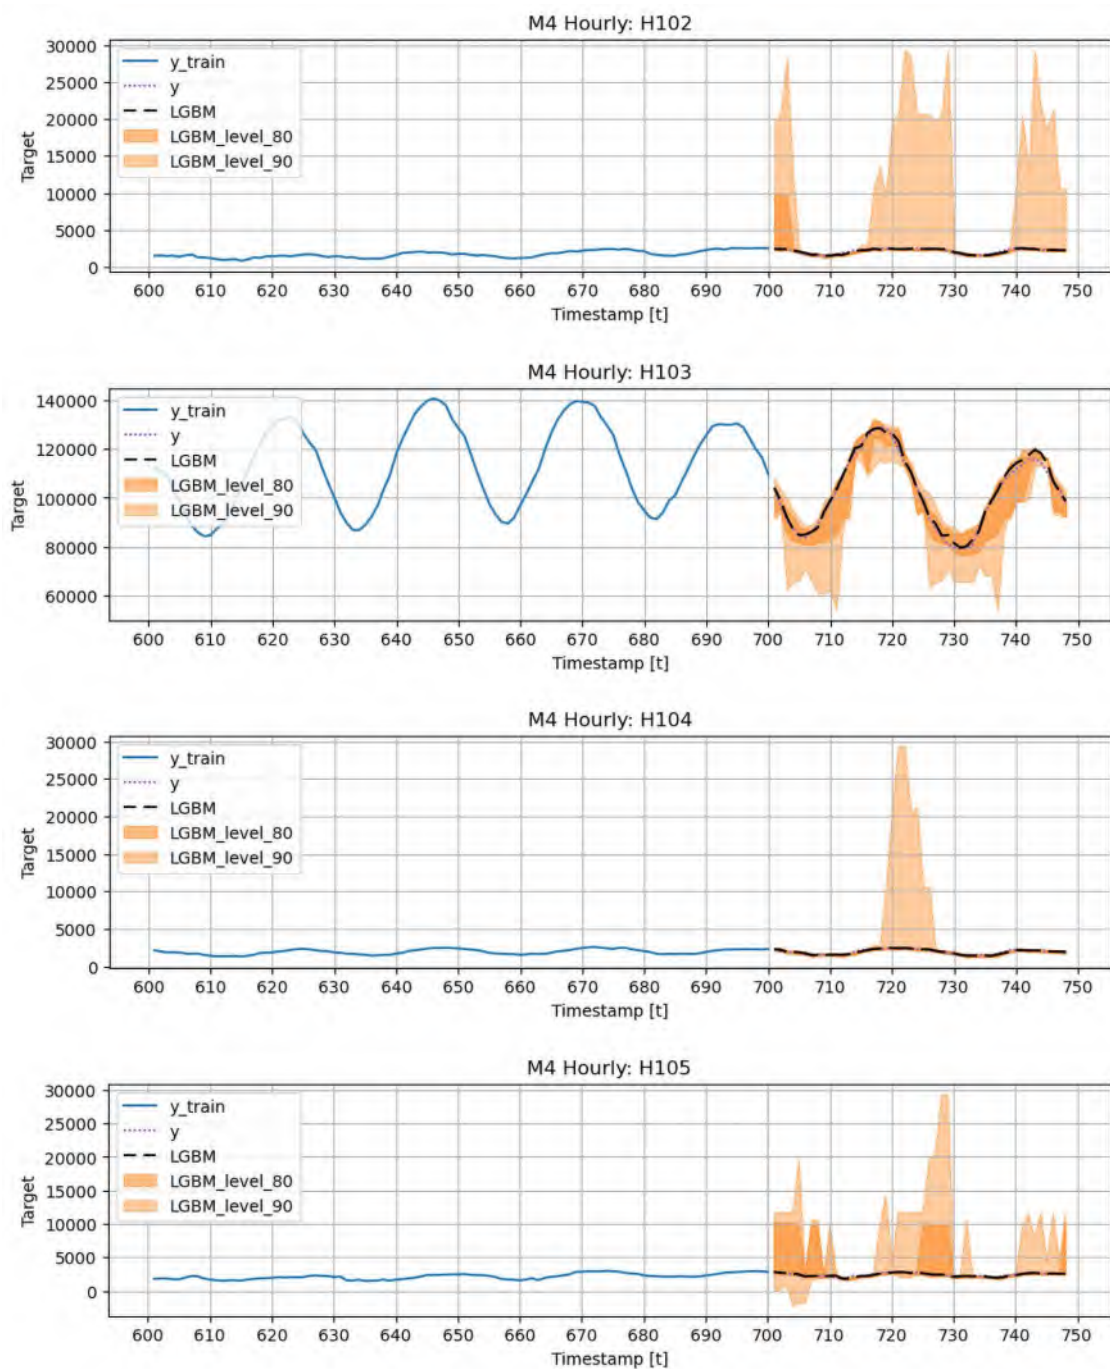 M4 Hourly: H102
30000
25000
20000
15000
10000
5000
0
Target
y_train
y
LGBM
LGBM_level_80
LGBM_level_90
600 610 620 630 640 650 660 670 680 690 700 710 720 730 740 750
Timestamp [t]
M4 Hourly: H103
140000
120000
100000
80000
60000
Target
y_train
y
LGBM
LGBM_level_80
LGBM_level_90
600 610 620 630 640 650 660 670 680 690 700 710 720 730 740 750
Timestamp [t]
M4 Hourly: H104
30000
25000
20000
15000
10000
5000
0
Target
y_train
y
LGBM
LGBM_level_80
LGBM_level_90
600 610 620 630 640 650 660 670 680 690 700 710 720 730 740 750
Timestamp [t]
M4 Hourly: H105
30000
25000
20000
15000
10000
5000
0
Target
y_train
y
LGBM
LGBM_level_80
LGBM_level_90
600 610 620 630 640 650 660 670 680 690 700 710 720 730 740 750
Timestamp [t]